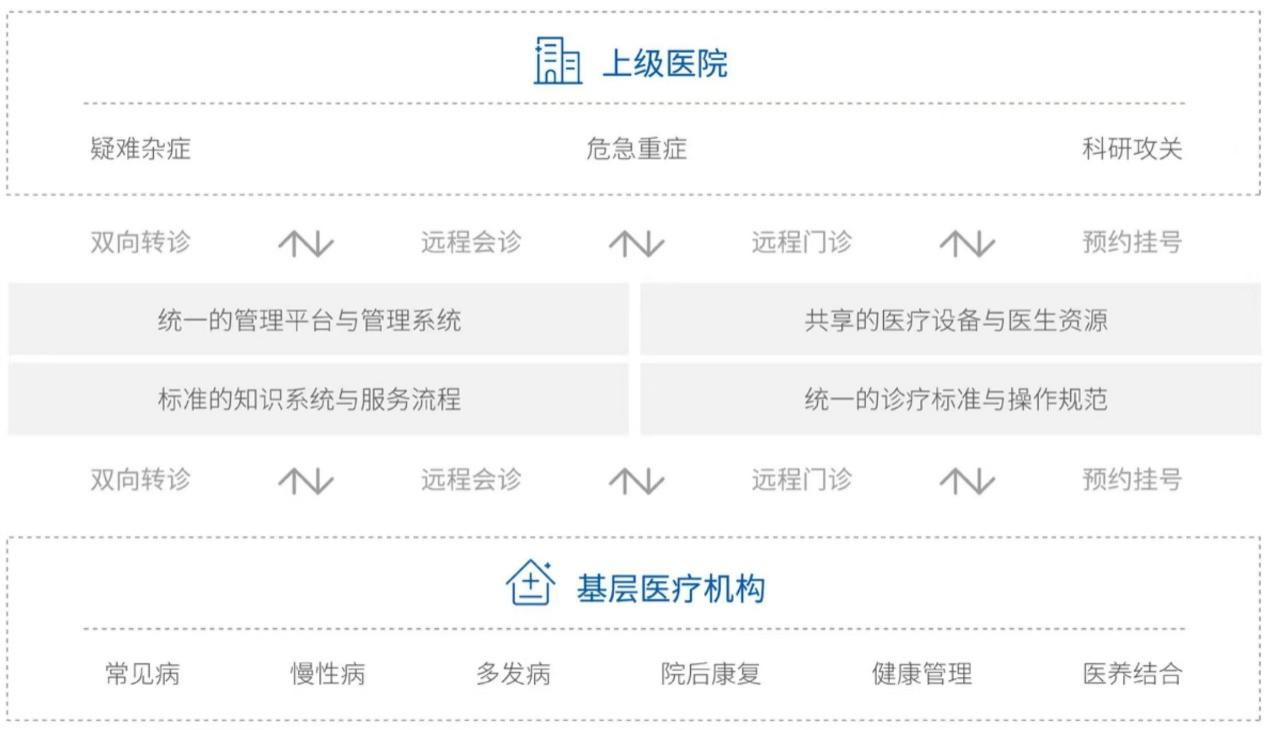 上级医院
疑难杂症 危急重症 科研攻关
双向转诊 远程会诊 远程门诊 预约挂号
统一的管理平台与管理系统 共享的医疗设备与医生资源
标准的知识系统与服务流程 统一的诊疗标准与操作规范
双向转诊 远程会诊 远程门诊 预约挂号
基层医疗机构
常见病 慢性病 多发病 院后康复 健康管理 医养结合